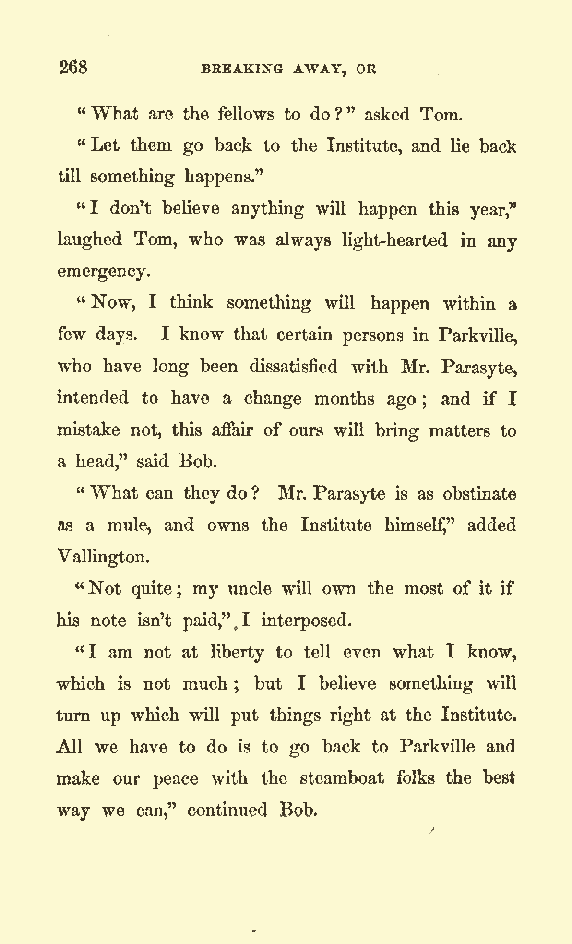 268 BREAKING AWAY, OR
"What are the fellows to do?" asked Tom.
"Let them go back to the Institute, and lie back
till something happens."
"I don't believe anything will happen this year,"
laughed Tom, who was always light-hearted in any
emergency.
"Now, I think something will happen within a
few days. I know that certain persons in Parkville,
who have long been dissatisfied with Mr. Parasyte,
intended to have a change months ago; and if I
mistake not, this affair of ours will bring matters to
a head," said Bob.
"What can they do? Mr. Parasyte is as obstinate
as a mule, and owns the Institute himself," added
Vallington.
"Not quite; my uncle will own the most of it if
his note isn't paid," I interposed.
"I am not at liberty to tell even what I know,
which is not much; but I believe something will
turn up which will put things right at the Institute.
All we have to do is to go back to Parkville and
make our peace with the steamboat folks the best
way we can," continued Bob.